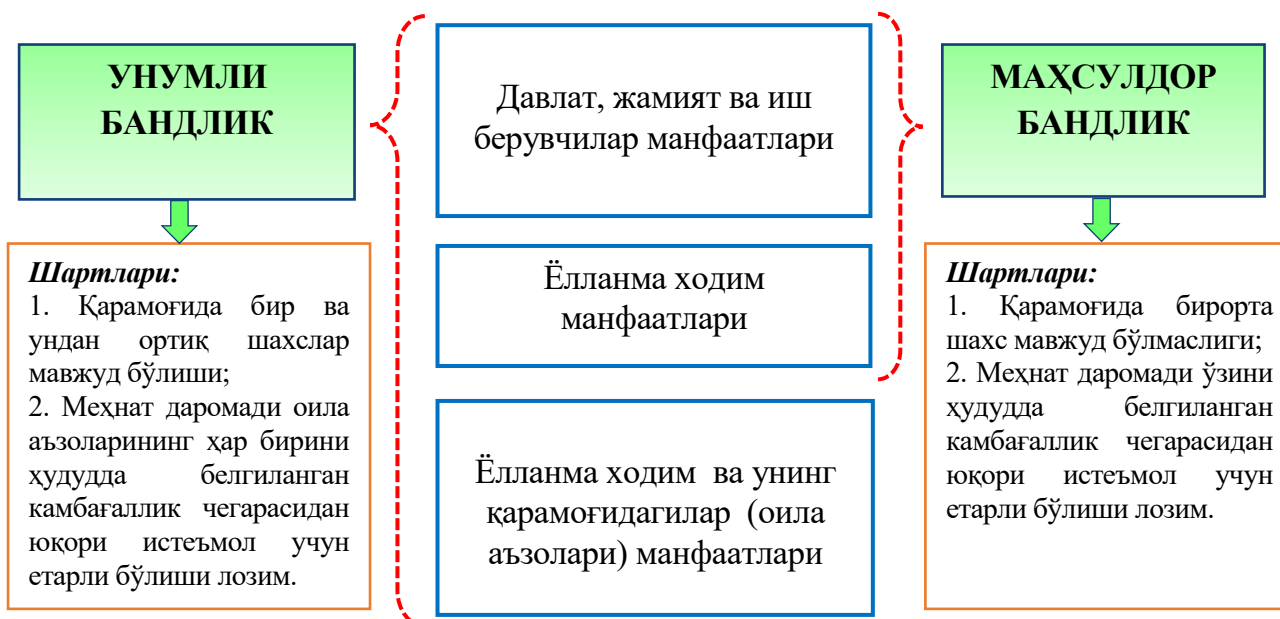 УНУМЛИ
БАНДЛИК
Шартлари:
1. Қарамоғида бир ва
ундан ортиқ шахслар
мавжуд бўлиши;
2. Меҳнат даромади оила
аъзоларининг ҳар бирини
ҳудудда белгиланган
камбағаллик чегарасидан
юқори истеъмол учун
етарли бўлиши лозим.
Давлат, жамият ва иш
берувчилар манфаатлари
Ёлланма ходим
манфаатлари
Ёлланма ходим ва унинг
қарамоғидагилар (оила
аъзолари) манфаатлари
МАҲСУЛДОР
БАНДЛИК
Шартлари:
1. Қарамоғида бирорта
шахс мавжуд бўлмаслиги;
2. Меҳнат даромади ўзини
ҳудудда белгиланган
камбағаллик чегарасидан
юқори истеъмол учун
етарли бўлиши лозим.